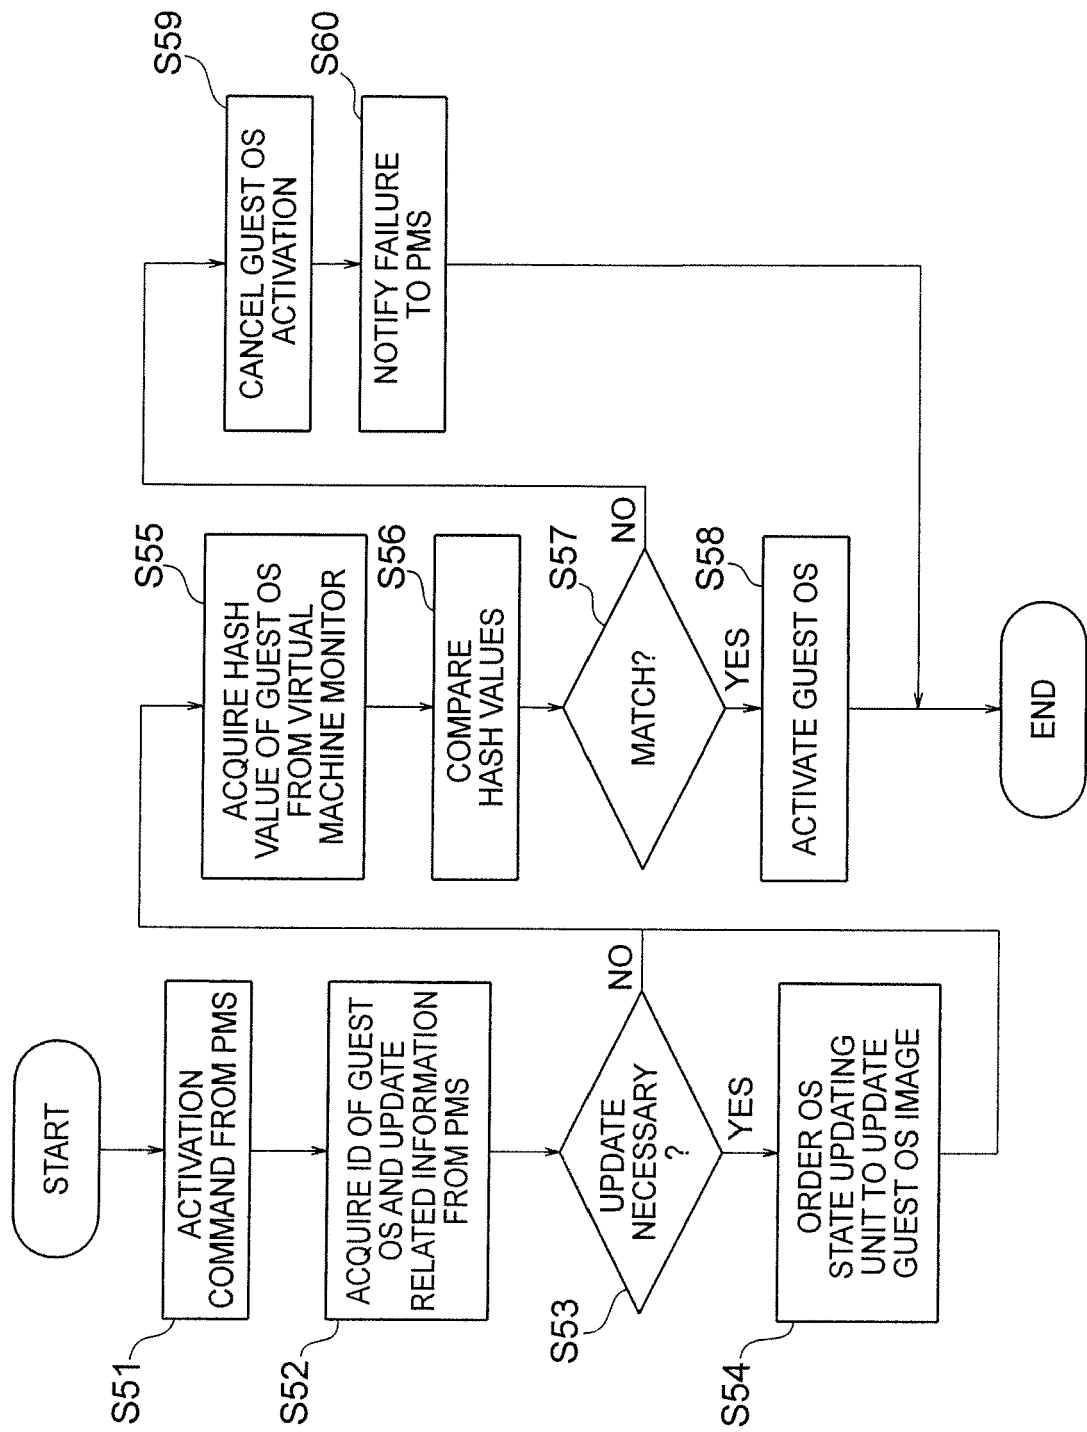 START
S51
ACTIVATION
COMMAND FROM PMS
S52
ACQUIRE ID OF GUEST
OS AND UPDATE
RELATED INFORMATION
FROM PMS
S53
UPDATE
NECESSARY
?
NO
YES
S54
ORDER OS
STATE UPDATING
UNIT TO UPDATE
GUEST OS IMAGE
S55
ACQUIRE HASH
VALUE OF GUEST OS
FROM VIRTUAL
MACHINE MONITOR
S56
COMPARE
HASH VALUES
S57
MATCH?
NO
YES
S58
ACTIVATE GUEST OS
S59
CANCEL GUEST OS
ACTIVATION
S60
NOTIFY FAILURE
TO PMS
END